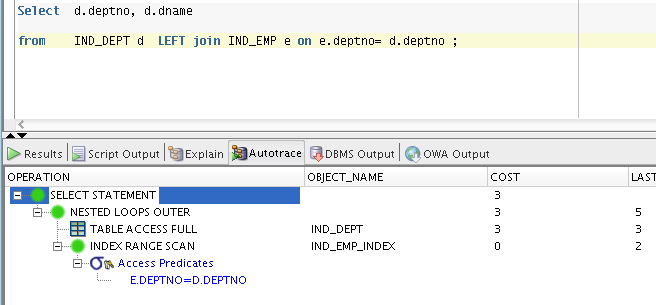 Select d.deptno, d.dname
from IND_DEPT d LEFT join IND_EMP e on e.deptno= d.deptno ;
Results Script Output Explain Autotrace DBMS Output OWA Output
OPERATION OBJECT_NAME COST LAST
SELECT STATEMENT 3
NESTED LOOPS OUTER 3 5
TABLE ACCESS FULL IND_DEPT 3 3
INDEX RANGE SCAN IND_EMP_INDEX 0 2
Access Predicates
E.DEPTNO=D.DEPTNO